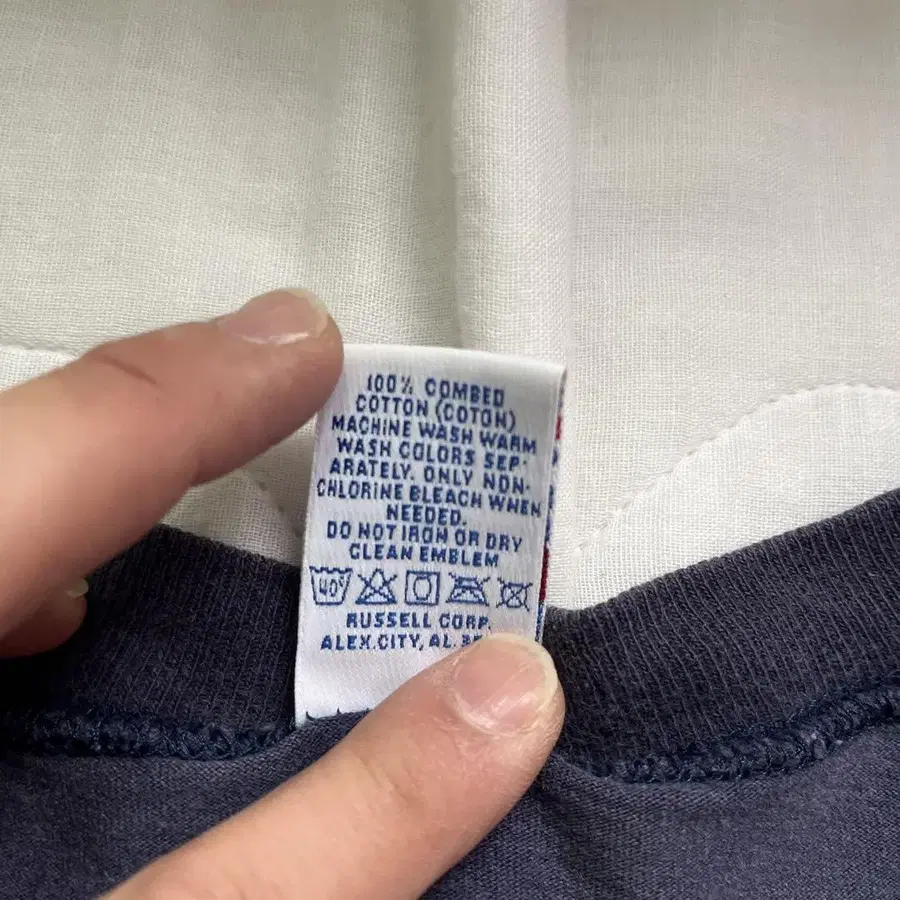 100% COMBED
COTTON (COTON)
MACHINE WASH WARM
WASH COLORS SEP-
ARATELY. ONLY NON-
CHLORINE BLEACH WHEN
NEEDED.
DO NOT IRON OR DRY
CLEAN EMBLEM
40°
RUSSELL CORP.
ALEX.CITY, AL.